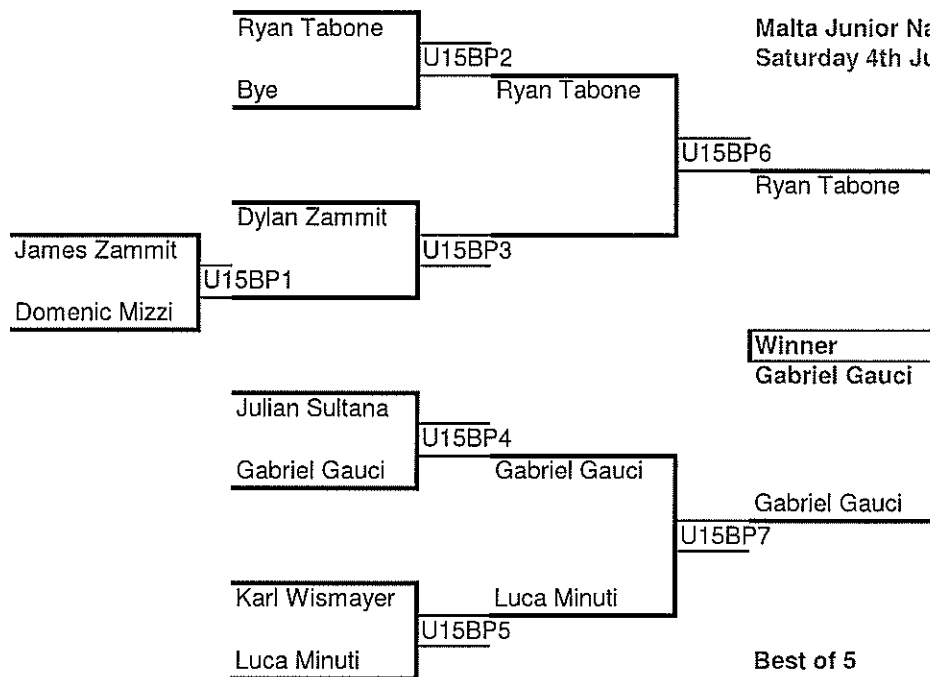 Ryan Tabone
Malta Junior Na
U15BP2
Saturday 4th Ju
Bye
Ryan Tabone
U15BP6
Ryan Tabone
Dylan Zammit
James Zammit
U15BP3
U15BP1
Domenic Mizzi
Winner
Gabriel Gauci
Julian Sultana
U15BP4
Gabriel Gauci
Gabriel Gauci
Gabriel Gauci
U15BP7
Karl Wismayer
Luca Minuti
U15BP5
Luca Minuti
Best of 5